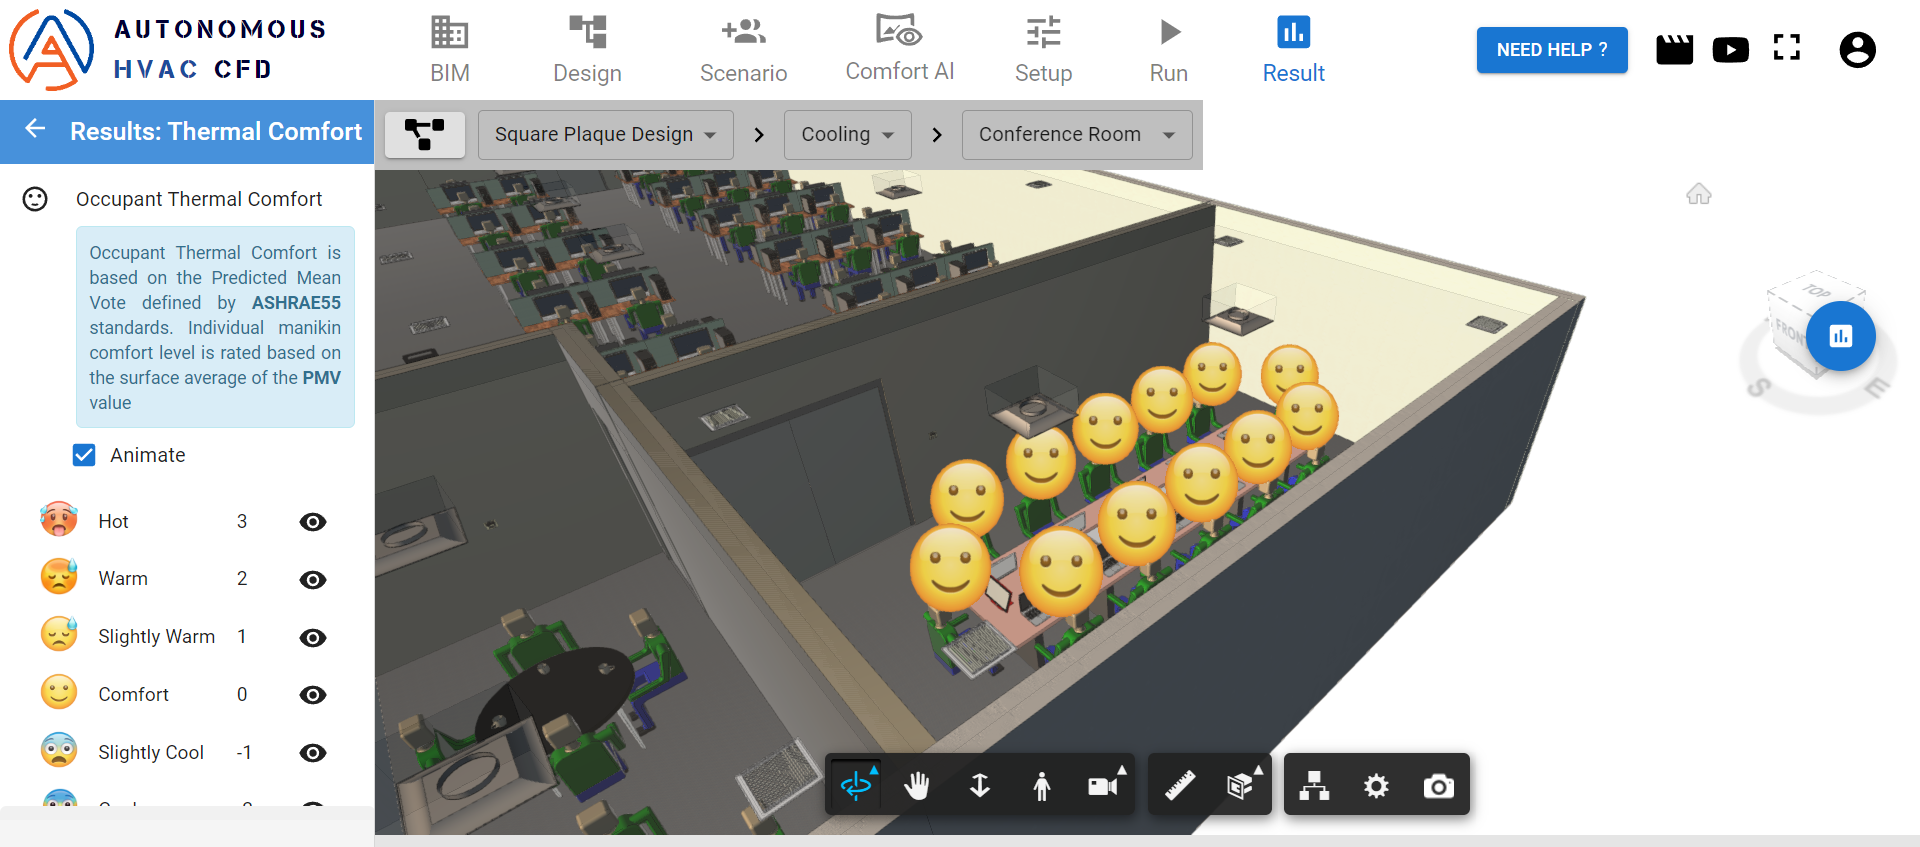 AUTONOMOUS
HVAC CFD
BIM
Design
Scenario
Comfort AI
Setup
Run
Result
NEED HELP ?
Results: Thermal Comfort
Square Plaque Design
Cooling
Conference Room
Occupant Thermal Comfort
Occupant Thermal Comfort is
based on the Predicted Mean
Vote defined by ASHRAE55
standards. Individual manikin
comfort level is rated based on
the surface average of the PMV
value
Animate
Hot 3
Warm 2
Slightly Warm 1
Comfort 0
Slightly Cool -1
TOP
FRONT
S
E